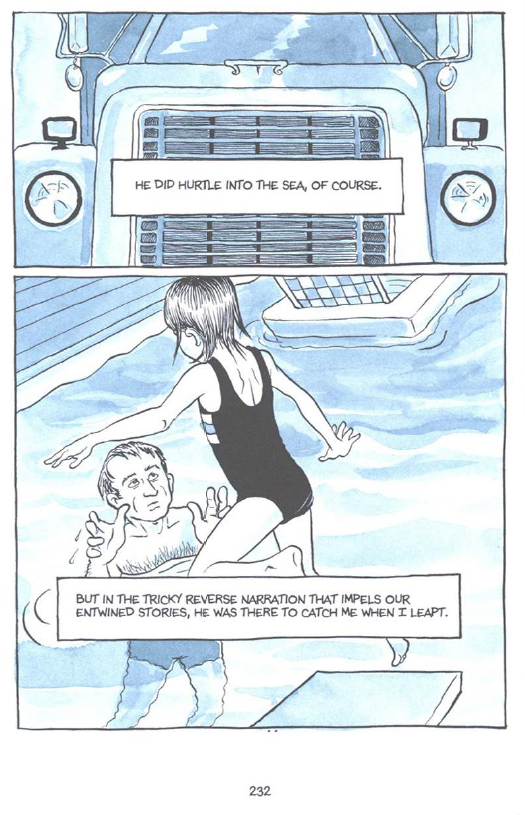 HE DID HURTLE INTO THE SEA, OF COURSE.
BUT IN THE TRICKY REVERSE NARRATION THAT IMPELS OUR
ENTWINED STORIES, HE WAS THERE TO CATCH ME WHEN I LEAPT.
232